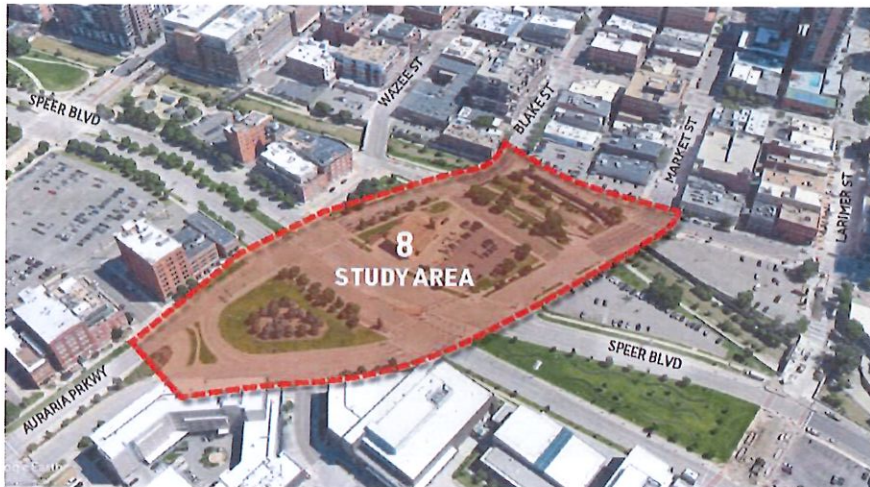 SPEER BLVD
WAZEE ST
BLAKE ST
MARKET ST
LARIMER ST
8
STUDY AREA
SPEER BLVD
AURARIA PRKWY